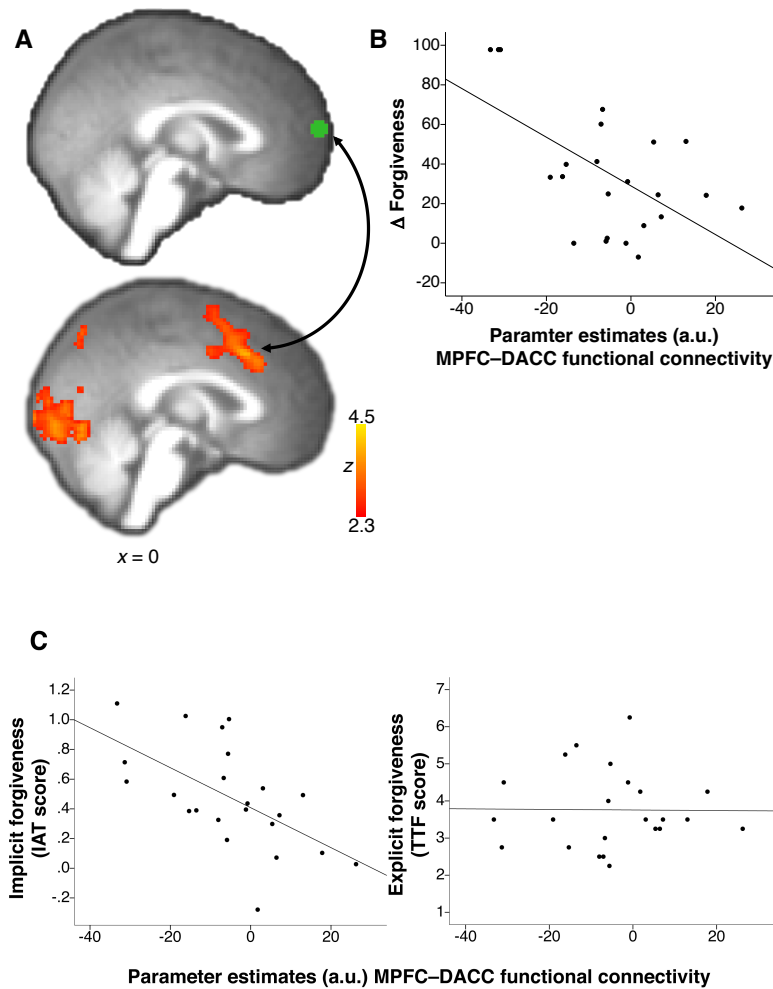 A
B
100
80
60
40
20
0
-20
Δ Forgiveness
-40
-20
0
20
Paramter estimates (a.u.)
MPFC–DACC functional connectivity
4.5
z
2.3
x = 0
C
1.2
1.0
.8
.6
.4
.2
.0
-.2
Implicit forgiveness
(IAT score)
-40
-20
0
20
7
6
5
4
3
2
1
Explicit forgiveness
(TTF score)
-40
-20
0
20
Parameter estimates (a.u.) MPFC–DACC functional connectivity